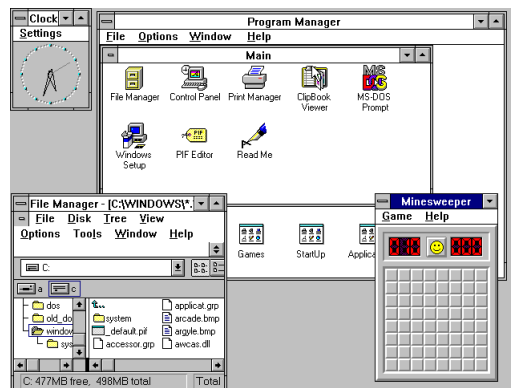 Clock
Settings
Program Manager
File Options Window Help
Main
File Manager
Control Panel
Print Manager
ClipBook
Viewer
MS-DOS
Prompt
Windows
Setup
PIF Editor
Read Me
Games
StartUp
Applica
File Manager - [C:\WINDOWS\*.
File Disk Tree View
Options Tools Window Help
C:
a c
dos
old_do
window
sys
system
_default.pif
accessor.grp
applicat.grp
arcade.bmp
argyle.bmp
awcas.dll
C: 477MB free, 498MB total
Total
Minesweeper
Game Help